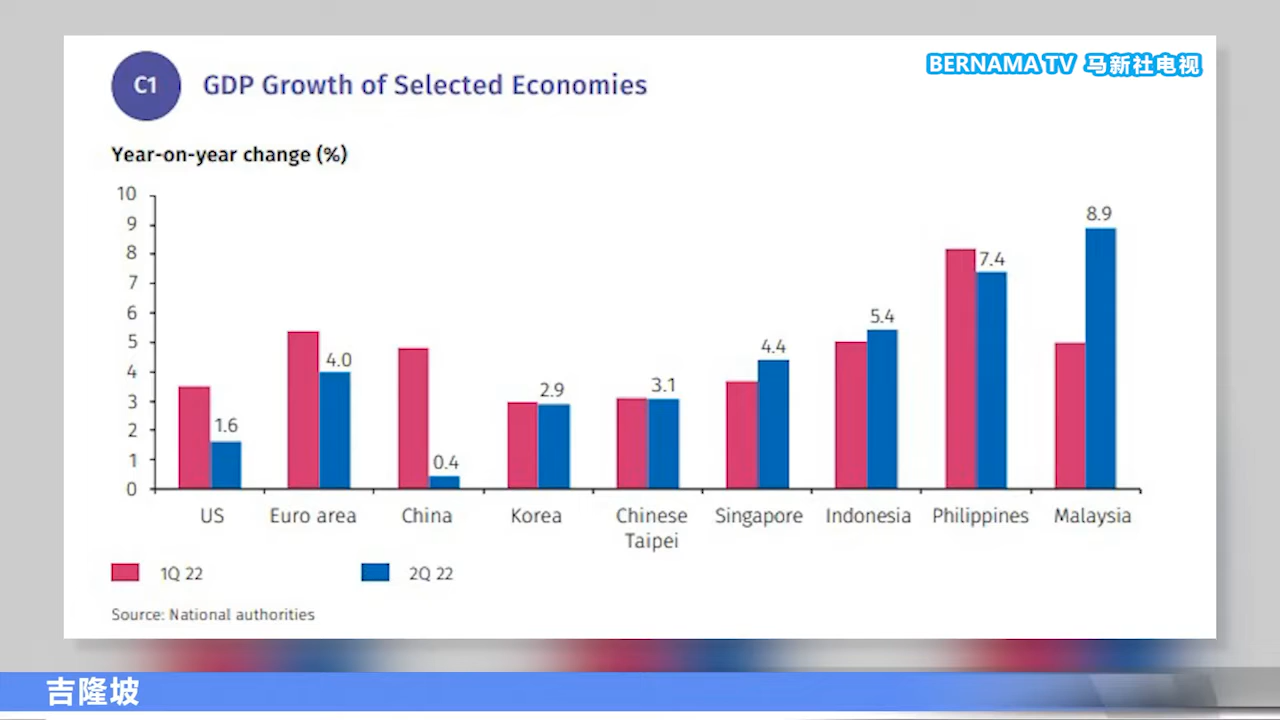 BERNAMA TV 马新社电视
C1 GDP Growth of Selected Economies
Year-on-year change (%)
10
9
8
7
6
5
4
3
2
1
0
1.6
4.0
0.4
2.9
3.1
4.4
5.4
7.4
8.9
US Euro area China Korea Chinese Singapore Indonesia Philippines Malaysia
Taipei
1Q 22 2Q 22
Source: National authorities
吉隆坡